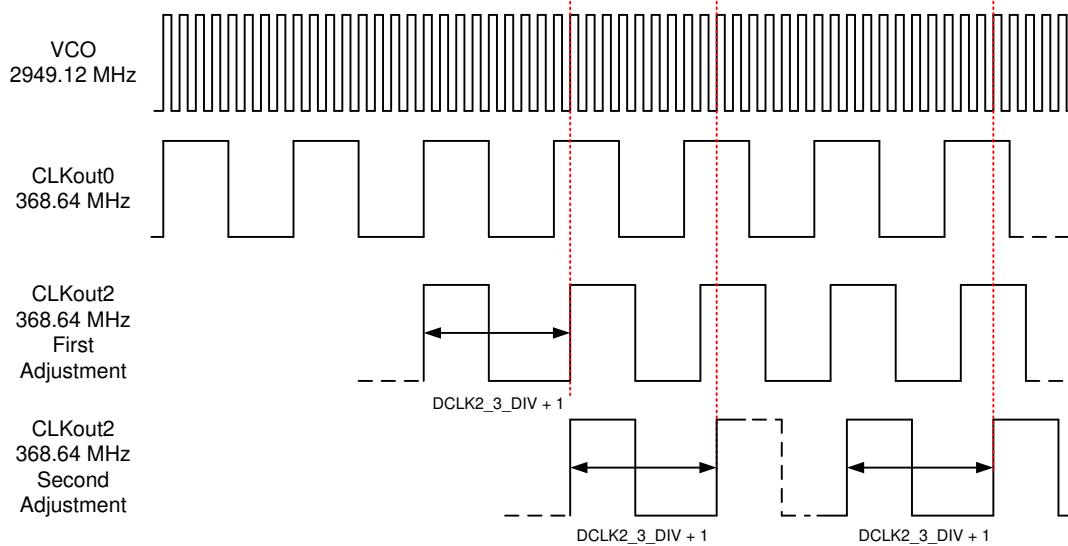 VCO
2949.12 MHz
CLKout0
368.64 MHz
CLKout2
368.64 MHz
First
Adjustment
DCLK2_3_DIV + 1
CLKout2
368.64 MHz
Second
Adjustment
DCLK2_3_DIV + 1
DCLK2_3_DIV + 1